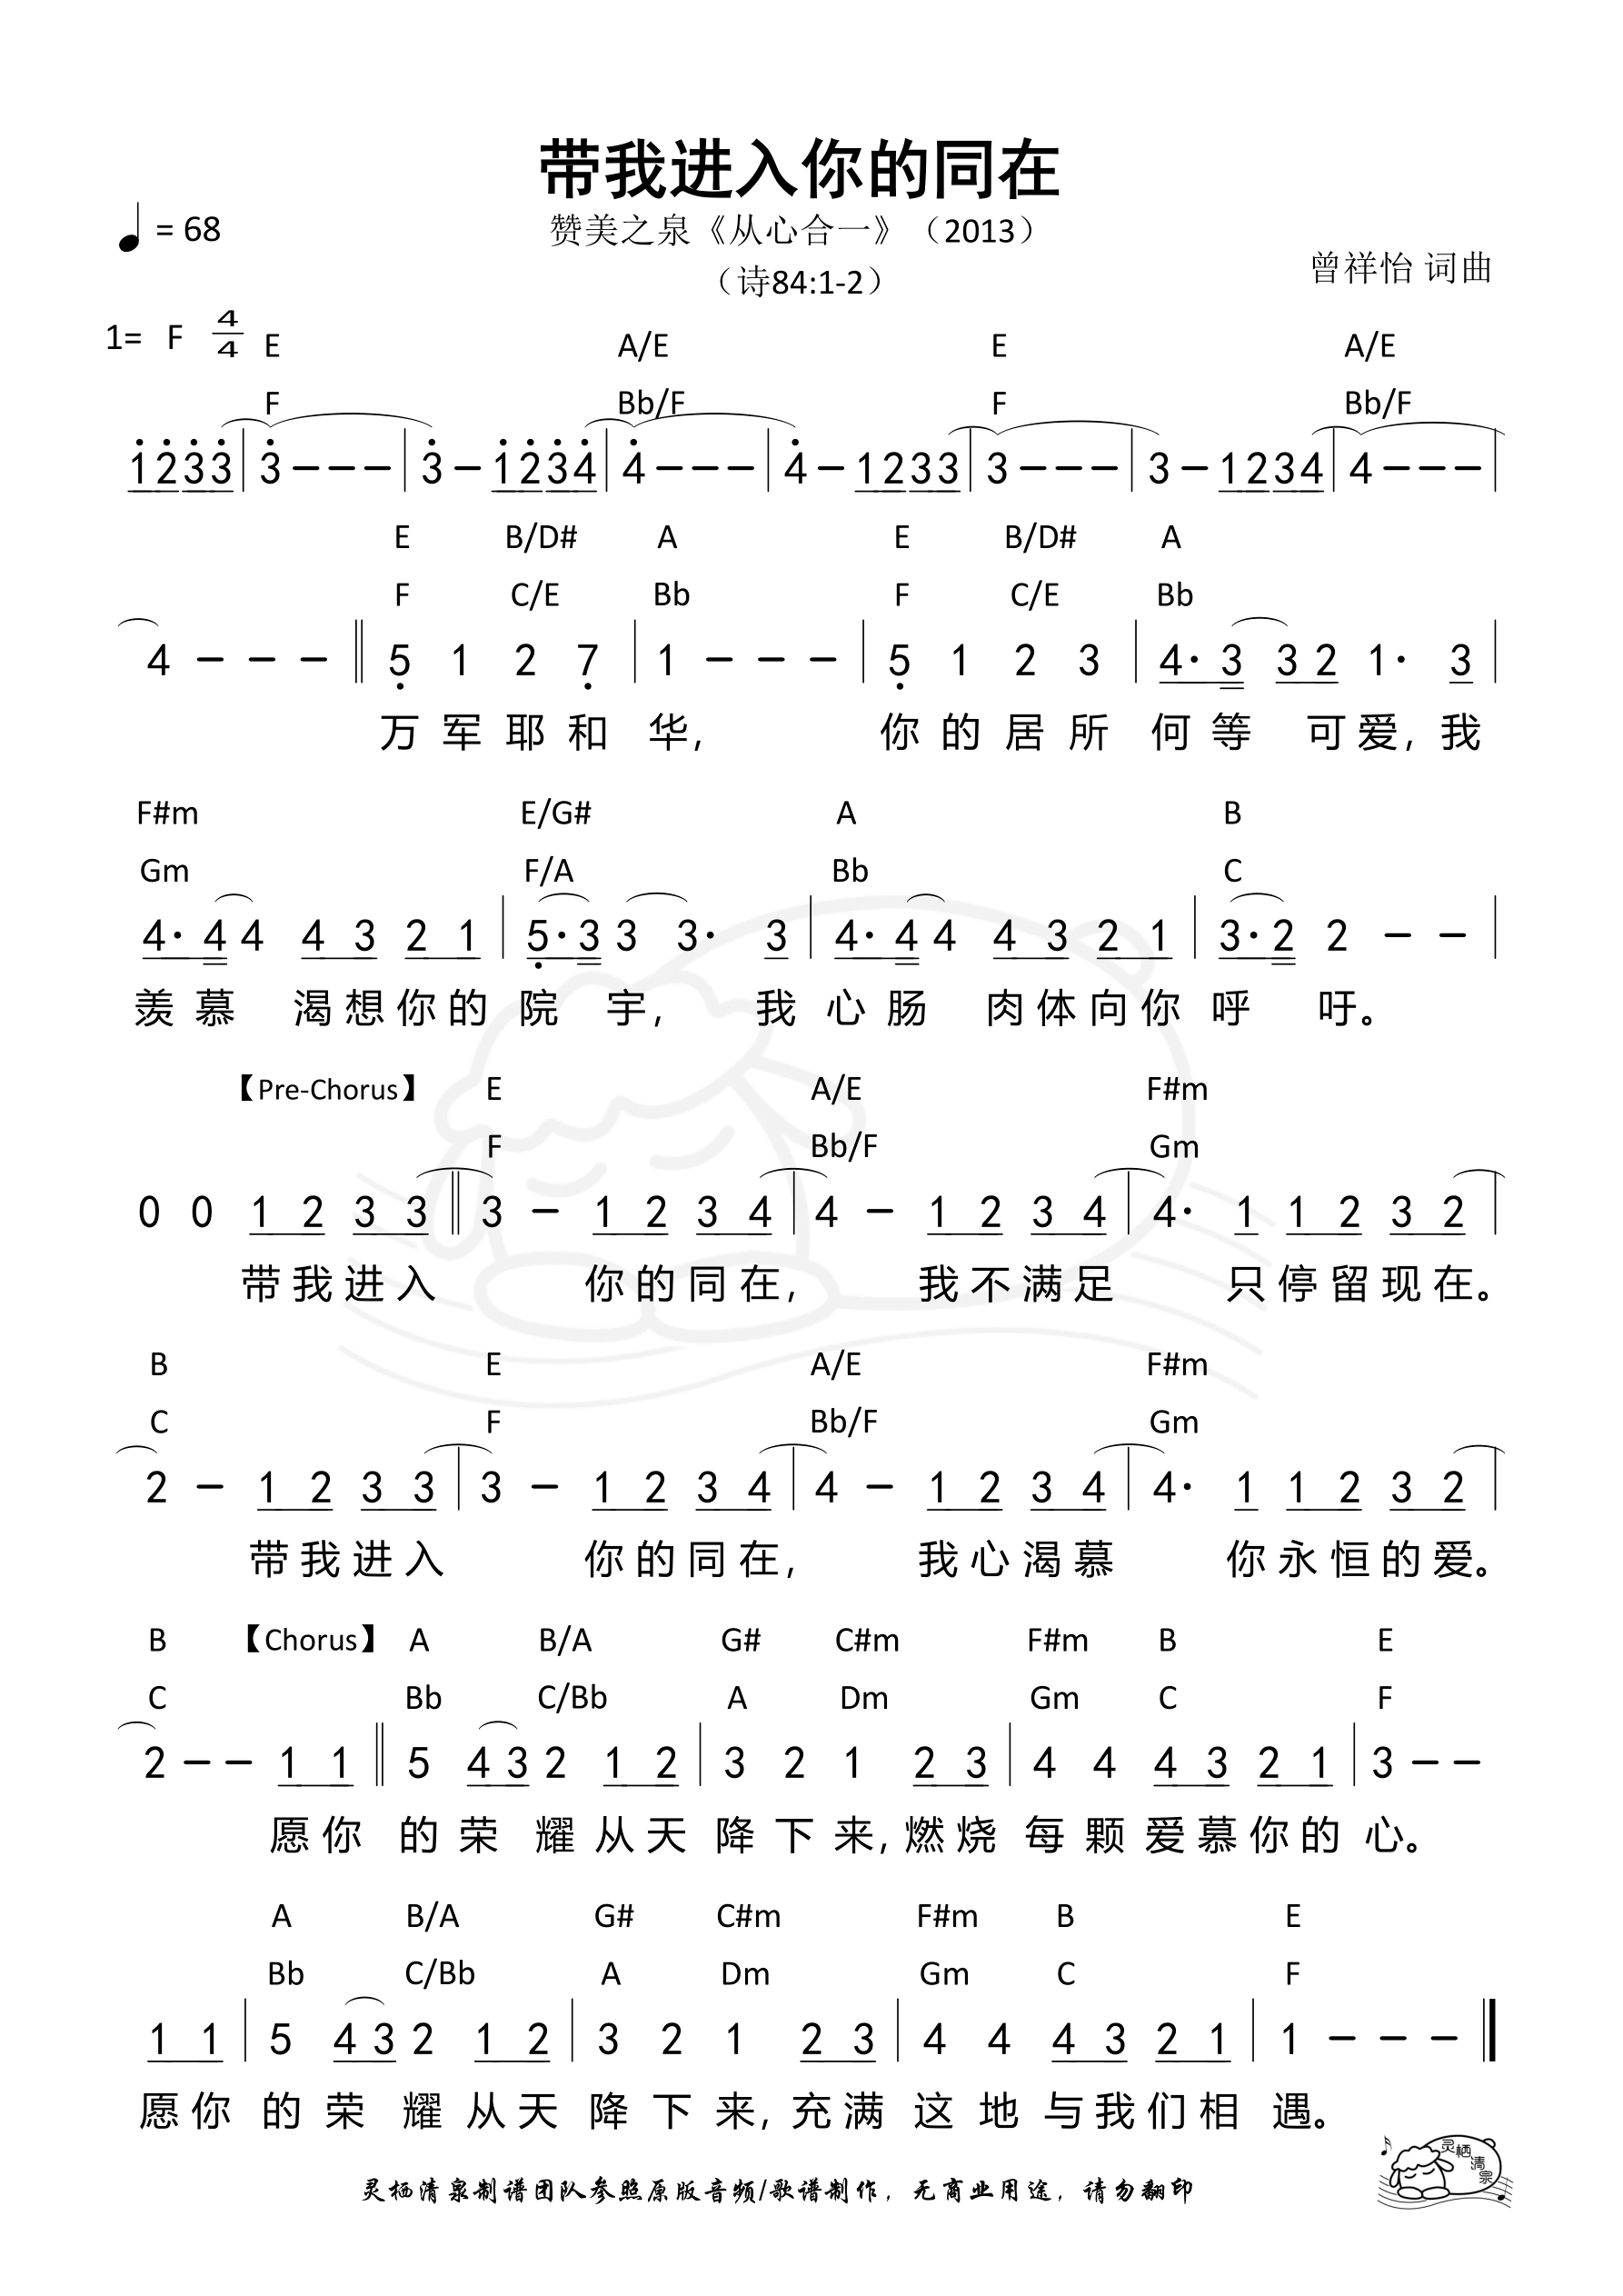 带我进入你的同在
♩ = 68
赞美之泉《从心合一》（2013）
（诗84:1-2）
曾祥怡 词曲
1= F 4/4
E A/E E A/E
F Bb/F F Bb/F
1 2 3 3 | 3 – – – | 3 – 1 2 3 4 | 4 – – – | 4 – 1 2 3 3 | 3 – – – | 3 – 1 2 3 4 | 4 – – – |
E B/D# A E B/D# A
F C/E Bb F C/E Bb
4 – – – || 5 1 2 7 | 1 – – – | 5 1 2 3 | 4· 3 3 2 1· 3 |
万 军 耶 和 华, 你 的 居 所 何 等 可 爱, 我
F#m E/G# A B
Gm F/A Bb C
4· 4 4 4 3 2 1 | 5· 3 3 3· 3 | 4· 4 4 4 3 2 1 | 3· 2 2 – – |
羡 慕 渴 想 你 的 院 宇, 我 心 肠 肉 体 向 你 呼 吁。
【Pre-Chorus】 E A/E F#m
F Bb/F Gm
0 0 1 2 3 3 || 3 – 1 2 3 4 | 4 – 1 2 3 4 | 4· 1 1 2 3 2 |
带 我 进 入 你 的 同 在, 我 不 满 足 只 停 留 现 在。
B E A/E F#m
C F Bb/F Gm
2 – 1 2 3 3 | 3 – 1 2 3 4 | 4 – 1 2 3 4 | 4· 1 1 2 3 2 |
带 我 进 入 你 的 同 在, 我 心 渴 慕 你 永 恒 的 爱。
B 【Chorus】 A B/A G# C#m F#m B E
C Bb C/Bb A Dm Gm C F
2 – – 1 1 || 5 4 3 2 1 2 | 3 2 1 2 3 | 4 4 4 3 2 1 | 3 – –
愿 你 的 荣 耀 从 天 降 下 来, 燃 烧 每 颗 爱 慕 你 的 心。
A B/A G# C#m F#m B E
Bb C/Bb A Dm Gm C F
1 1 | 5 4 3 2 1 2 | 3 2 1 2 3 | 4 4 4 3 2 1 | 1 – – – ||
愿 你 的 荣 耀 从 天 降 下 来, 充 满 这 地 与 我 们 相 遇。
灵栖清泉
灵栖清泉制谱团队参照原版音频/歌谱制作，无商业用途，请勿翻印